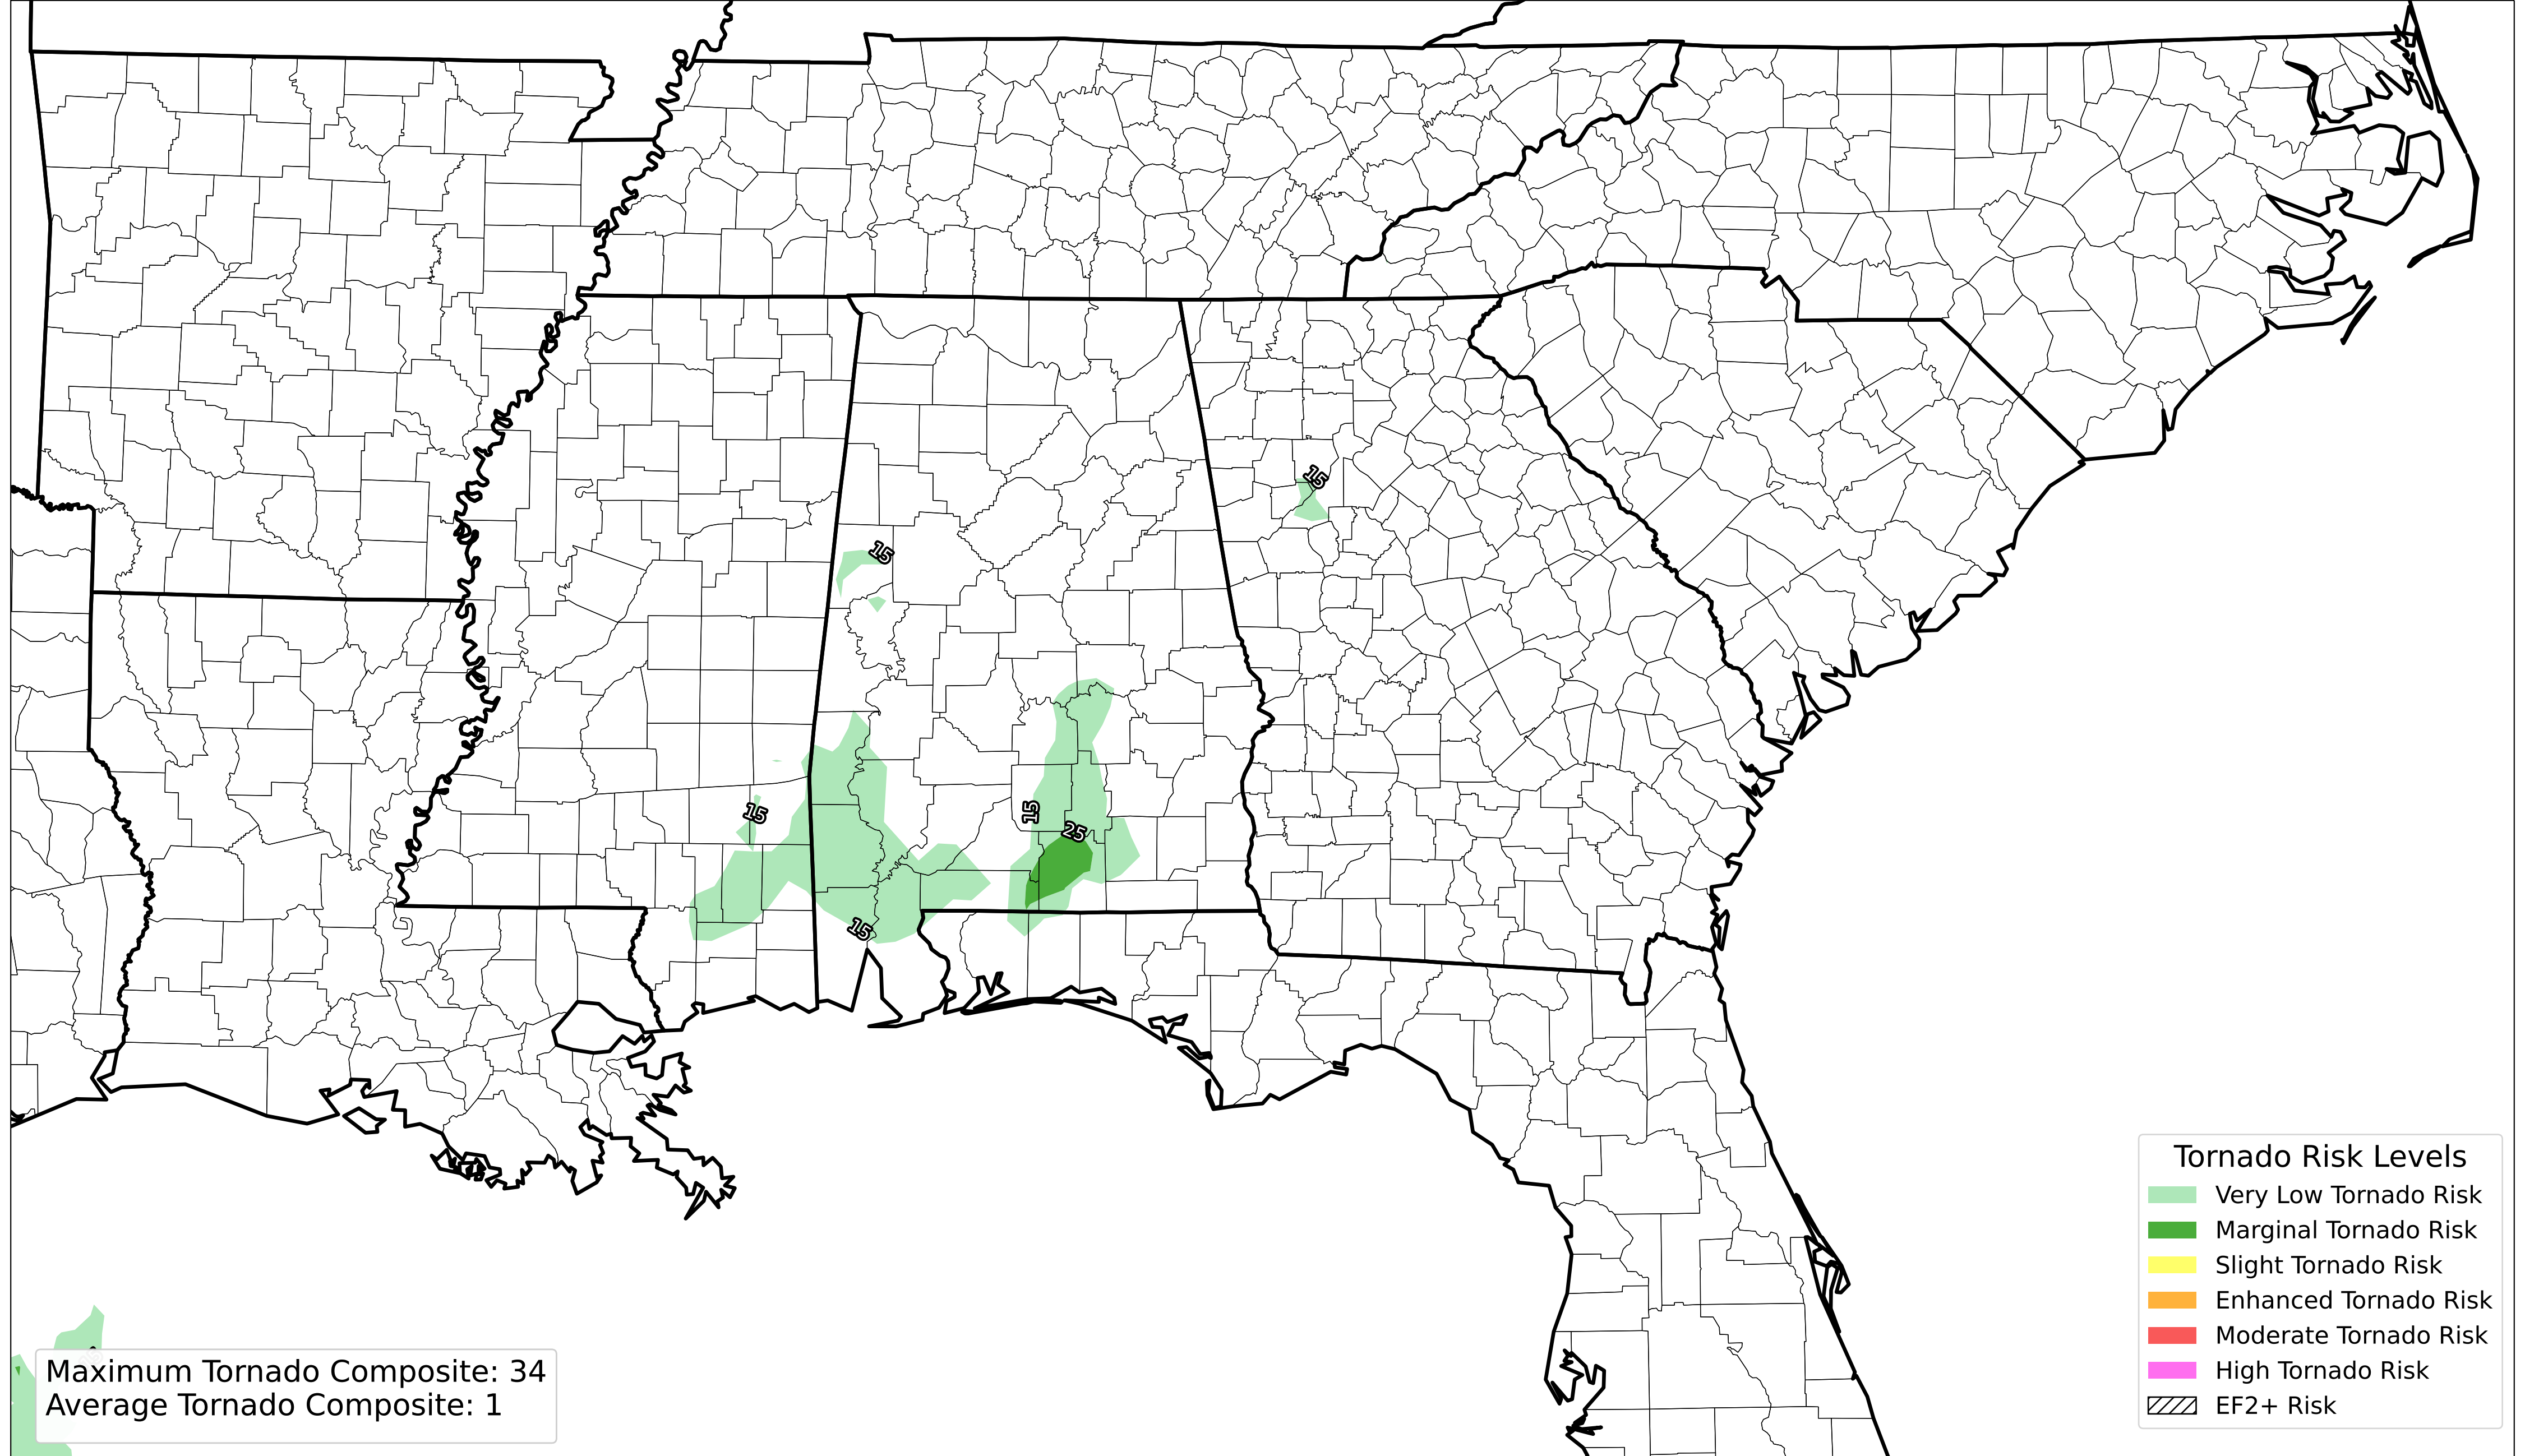 15
15
15
15
25
15
Maximum Tornado Composite: 34
Average Tornado Composite: 1
Tornado Risk Levels
Very Low Tornado Risk
Marginal Tornado Risk
Slight Tornado Risk
Enhanced Tornado Risk
Moderate Tornado Risk
High Tornado Risk
EF2+ Risk